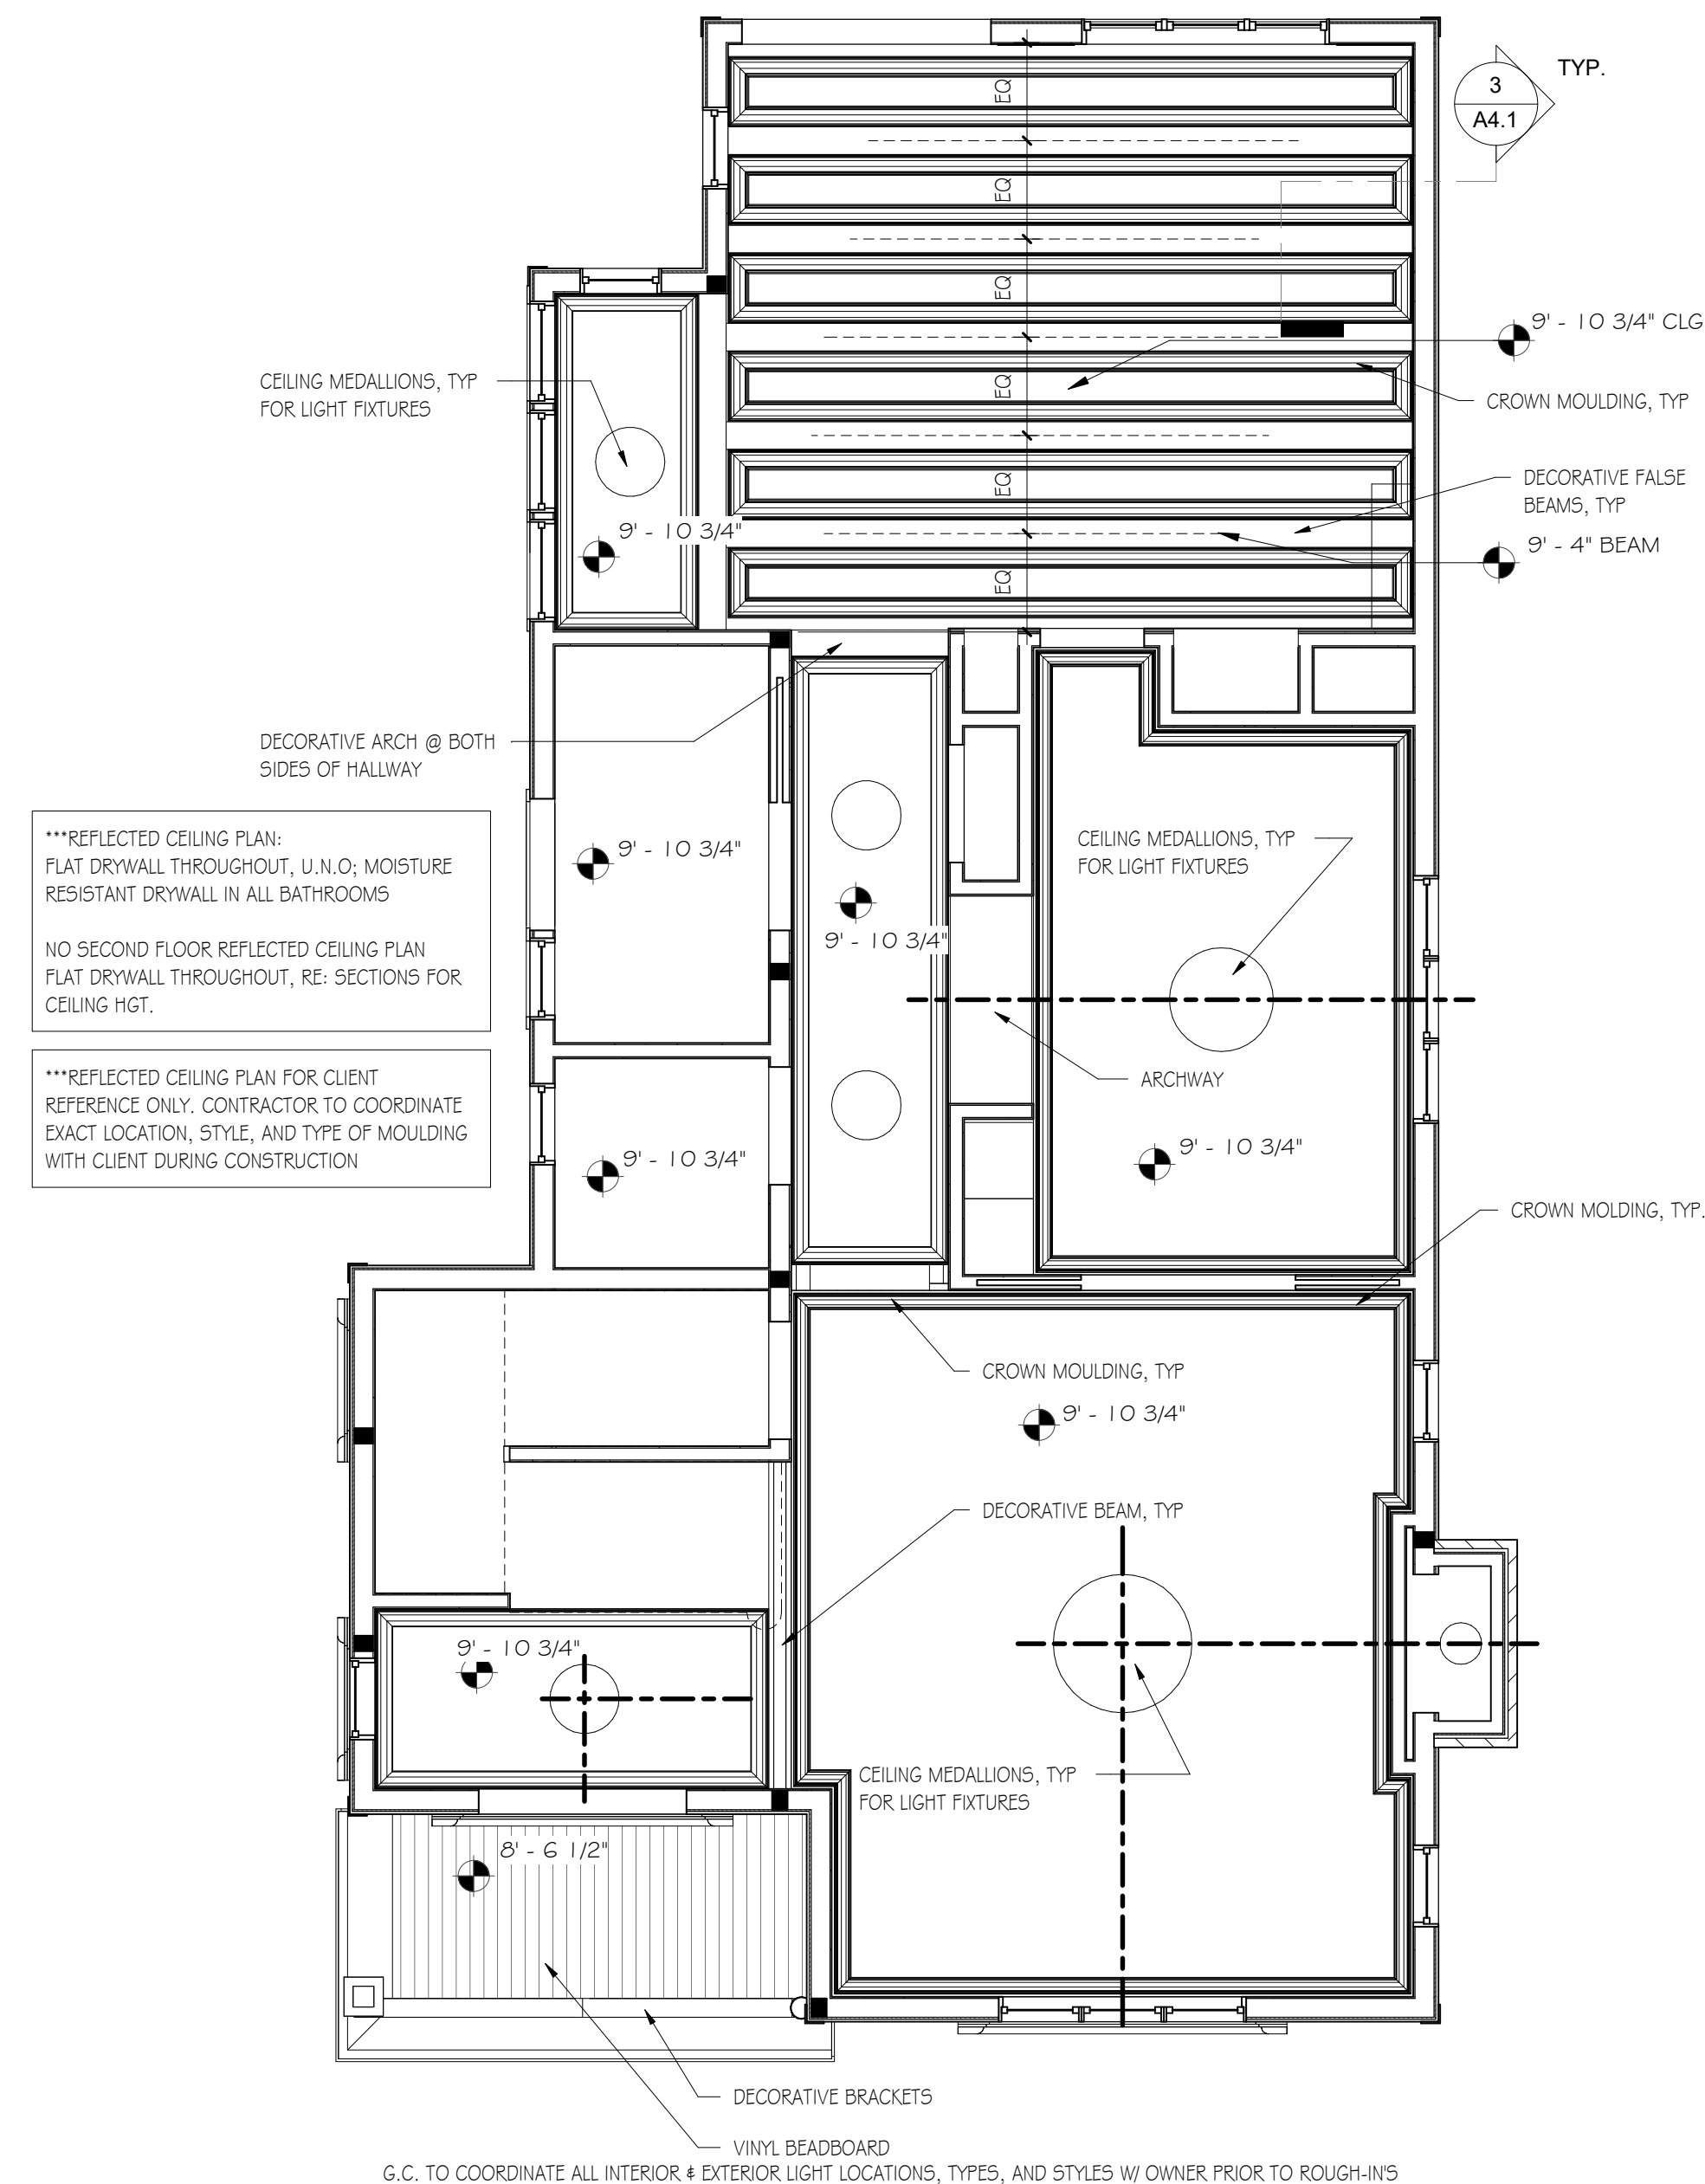 TYP.
3
A4.1
EQ
EQ
EQ
EQ
EQ
EQ
9' - 10 3/4" CLG
CROWN MOULDING, TYP
DECORATIVE FALSE
BEAMS, TYP
9' - 4" BEAM
CEILING MEDALLIONS, TYP
FOR LIGHT FIXTURES
9' - 10 3/4"
DECORATIVE ARCH @ BOTH
SIDES OF HALLWAY
***REFLECTED CEILING PLAN:
FLAT DRYWALL THROUGHOUT, U.N.O; MOISTURE
RESISTANT DRYWALL IN ALL BATHROOMS
NO SECOND FLOOR REFLECTED CEILING PLAN
FLAT DRYWALL THROUGHOUT, RE: SECTIONS FOR
CEILING HGT.
***REFLECTED CEILING PLAN FOR CLIENT
REFERENCE ONLY. CONTRACTOR TO COORDINATE
EXACT LOCATION, STYLE, AND TYPE OF MOULDING
WITH CLIENT DURING CONSTRUCTION
9' - 10 3/4"
9' - 10 3/4"
CEILING MEDALLIONS, TYP
FOR LIGHT FIXTURES
ARCHWAY
9' - 10 3/4"
9' - 10 3/4"
CROWN MOLDING, TYP.
CROWN MOULDING, TYP
9' - 10 3/4"
DECORATIVE BEAM, TYP
9' - 10 3/4"
CEILING MEDALLIONS, TYP
FOR LIGHT FIXTURES
8' - 6 1/2"
DECORATIVE BRACKETS
VINYL BEADBOARD
G.C. TO COORDINATE ALL INTERIOR & EXTERIOR LIGHT LOCATIONS, TYPES, AND STYLES W/ OWNER PRIOR TO ROUGH-IN'S